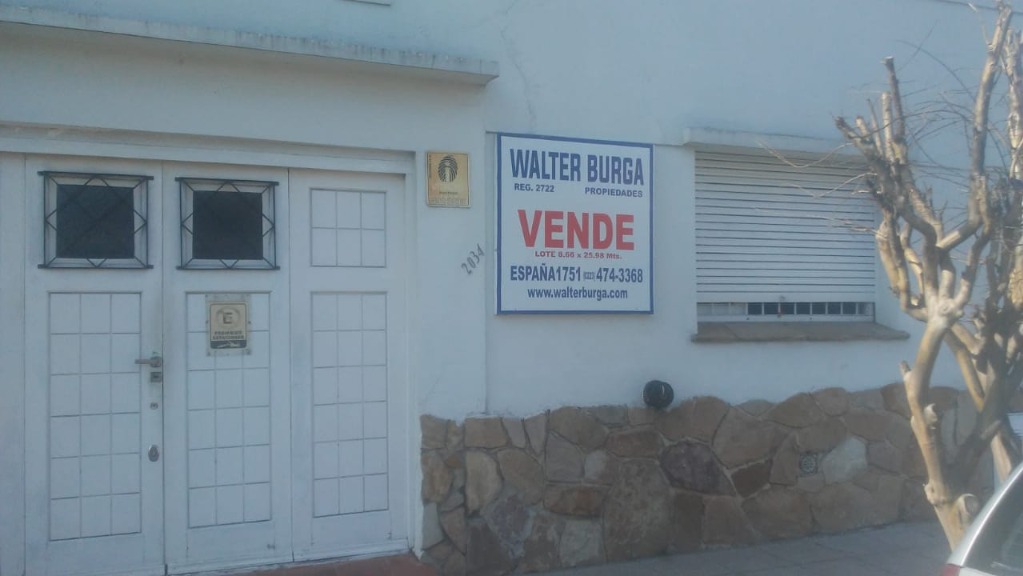 WALTER BURGA
REG. 2722 PROPIEDADES
VENDE
LOTE 8.66 x 25.98 Mts.
ESPAÑA1751 (0223) 474-3368
www.walterburga.com
2034
E